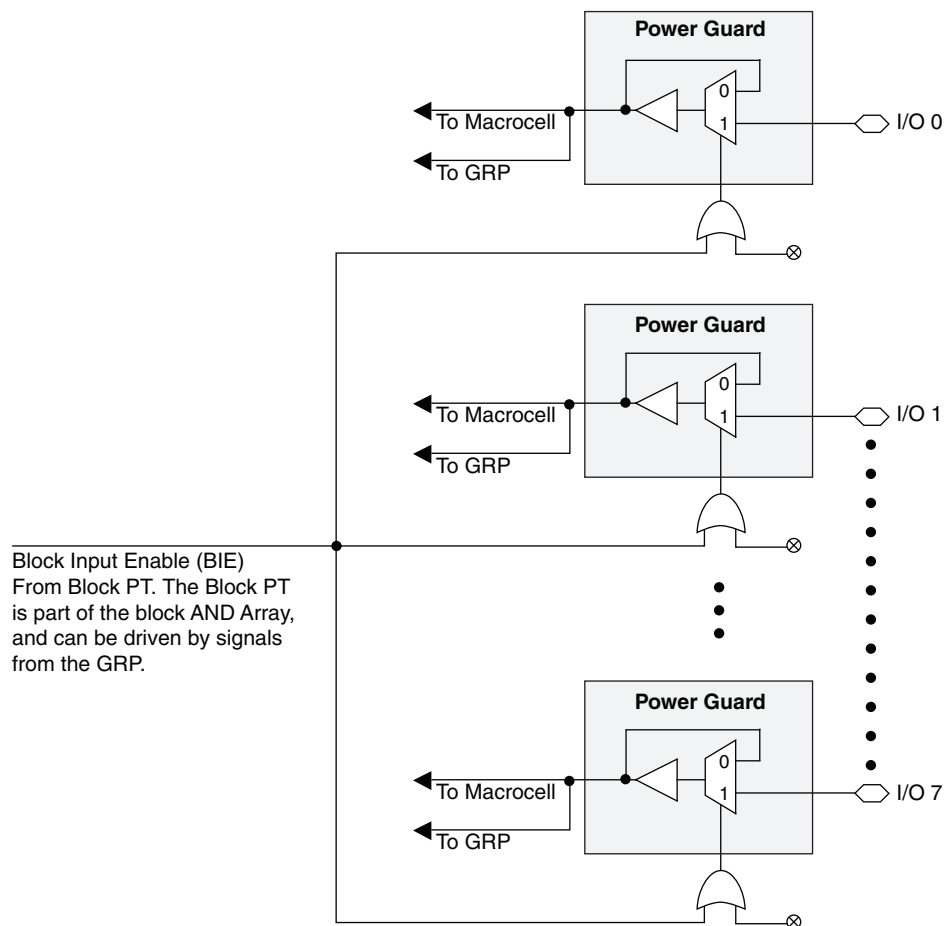 Power Guard
0
1
I/O 0
To Macrocell
To GRP
Power Guard
0
1
I/O 1
To Macrocell
To GRP
Block Input Enable (BIE)
From Block PT. The Block PT
is part of the block AND Array,
and can be driven by signals
from the GRP.
Power Guard
0
1
I/O 7
To Macrocell
To GRP